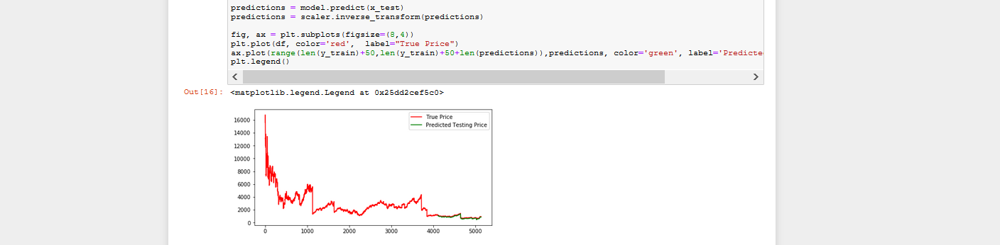 predictions = model.predict(x_test)
predictions = scaler.inverse_transform(predictions)
fig, ax = plt.subplots(figsize=(8,4))
plt.plot(df, color='red',  label="True Price")
ax.plot(range(len(y_train)+50,len(y_train)+50+len(predictions)),predictions, color='green', label='Predicte
plt.legend()
Out[16]: <matplotlib.legend.Legend at 0x25dd2cef5c0>
True Price
Predicted Testing Price
16000
14000
12000
10000
8000
6000
4000
2000
0
0 1000 2000 3000 4000 5000